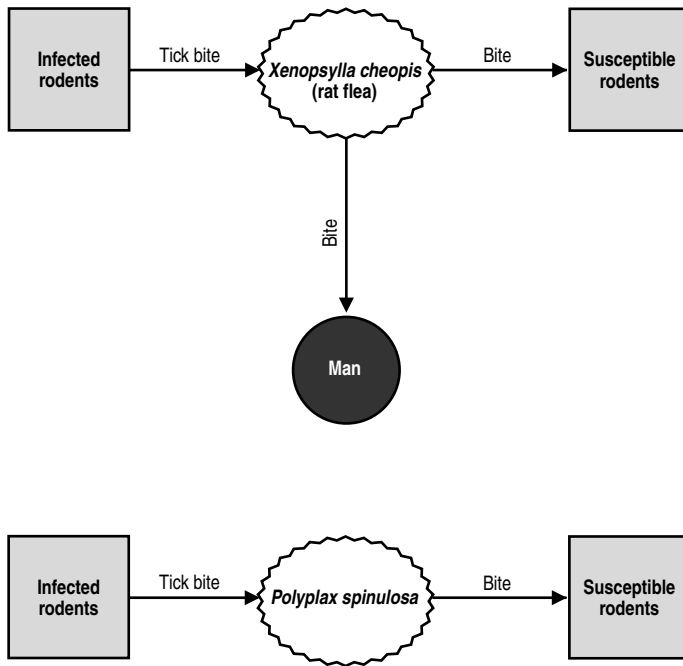 Infected
rodents
Tick bite
Xenopsylla cheopis
(rat flea)
Bite
Susceptible
rodents
Bite
Man
Infected
rodents
Tick bite
Polyplax spinulosa
Bite
Susceptible
rodents